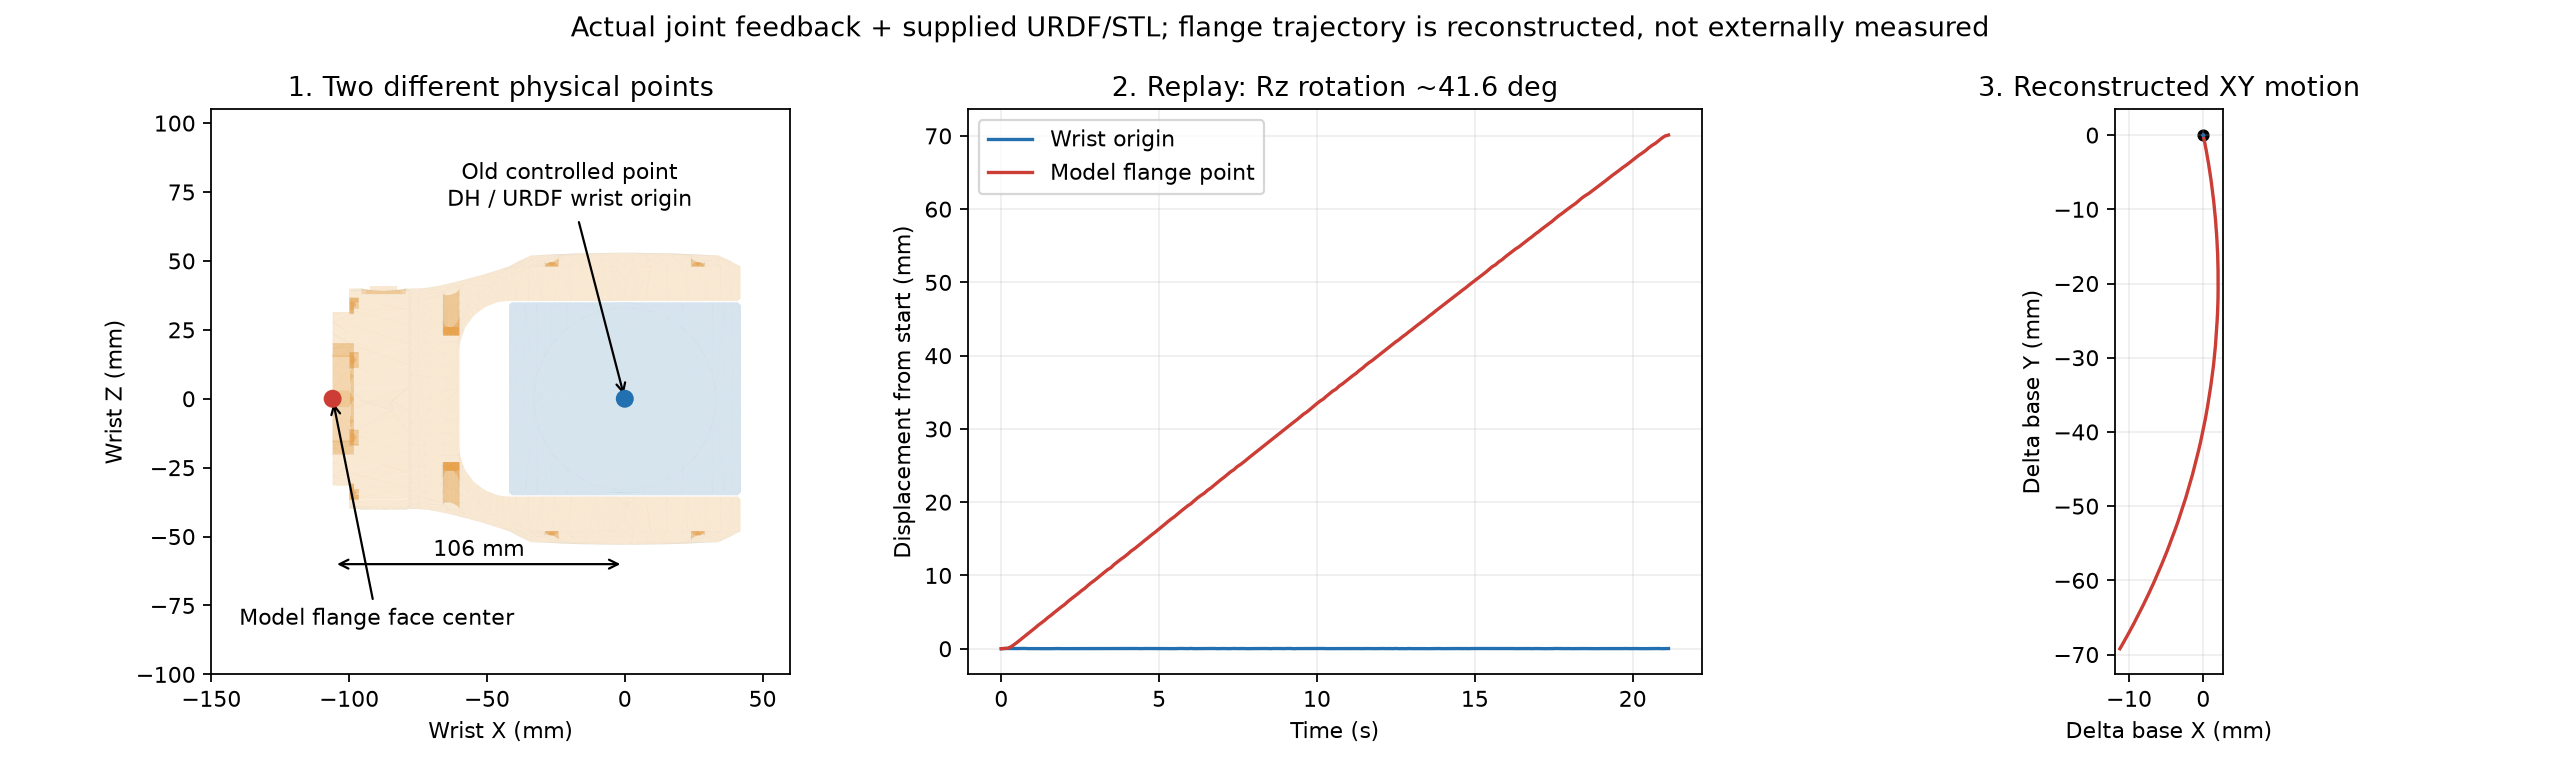 Actual joint feedback + supplied URDF/STL; flange trajectory is reconstructed, not externally measured
1. Two different physical points
100
75
50
25
0
−25
−50
−75
−100
−150
−100
−50
0
50
Wrist Z (mm)
Wrist X (mm)
Old controlled point
DH / URDF wrist origin
106 mm
Model flange face center
2. Replay: Rz rotation ~41.6 deg
Wrist origin
Model flange point
70
60
50
40
30
20
10
0
0
5
10
15
20
Displacement from start (mm)
Time (s)
3. Reconstructed XY motion
0
−10
−20
−30
−40
−50
−60
−70
−10
0
Delta base Y (mm)
Delta base X (mm)